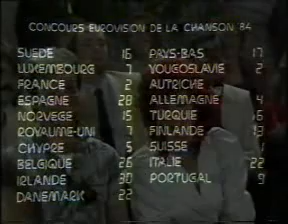 CONCOURS EUROVISION DE LA CHANSON 84
SUEDE 16
LUXEMBOURG 7
FRANCE 2
ESPAGNE 28
NORVEGE 15
ROYAUME-UNI 7
CHYPRE 5
BELGIQUE 26
IRLANDE 30
DANEMARK 22
PAYS-BAS 17
YOUGOSLAVIE 2
AUTRICHE
ALLEMAGNE 4
TURQUIE
FINLANDE 13
SUISSE 1
ITALIE 22
PORTUGAL 9